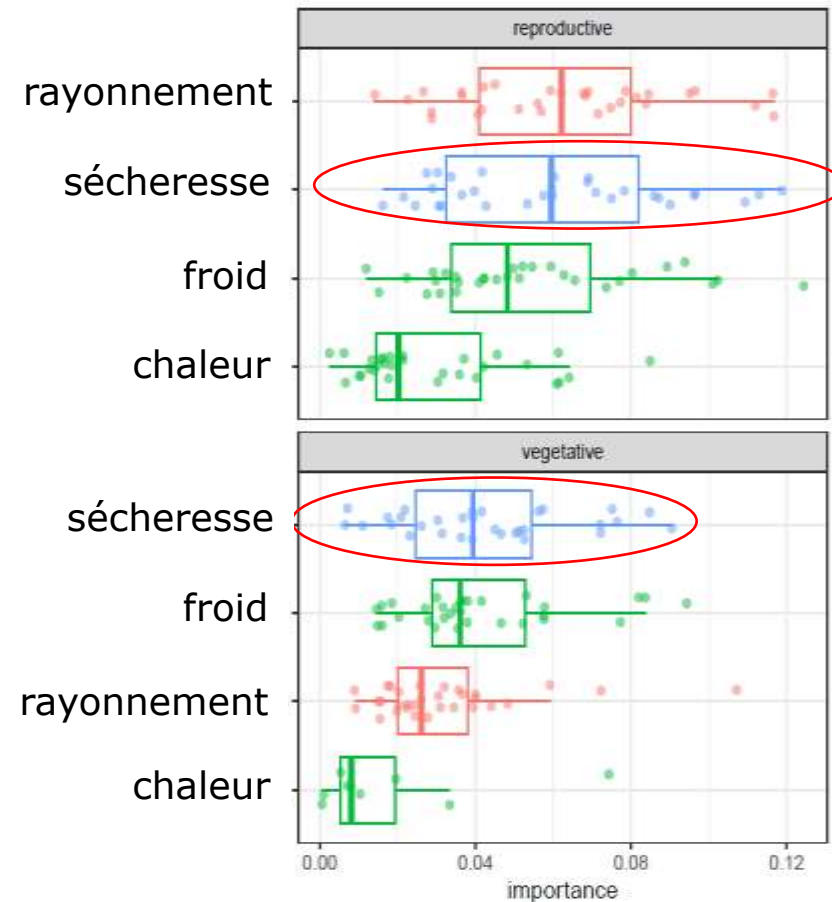 reproductive
rayonnement
sécheresse
froid
chaleur
vegetative
sécheresse
froid
rayonnement
chaleur
0.00 0.04 0.08 0.12
importance